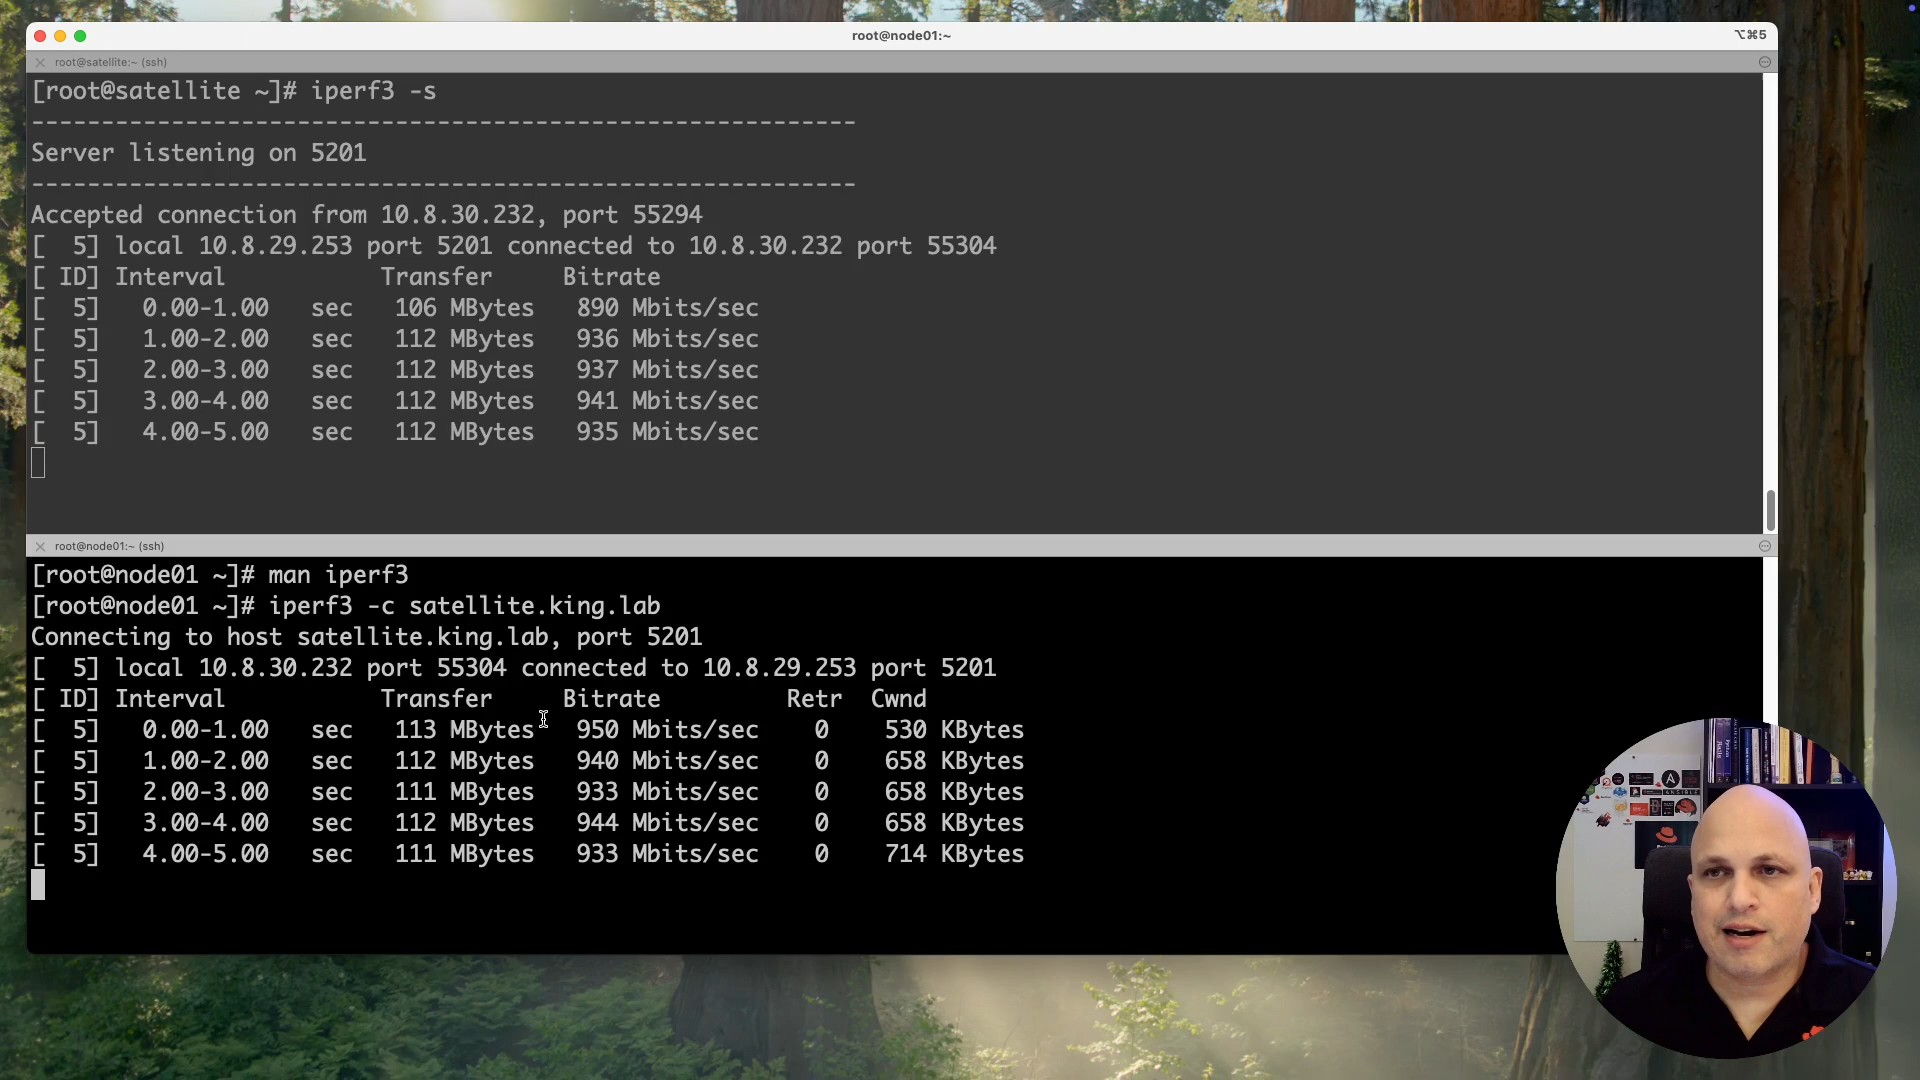 root@node01:~
⌥⌘5
root@satellite:~ (ssh)
[root@satellite ~]# iperf3 -s
-----------------------------------------------------------
Server listening on 5201
-----------------------------------------------------------
Accepted connection from 10.8.30.232, port 55294
[  5] local 10.8.29.253 port 5201 connected to 10.8.30.232 port 55304
[ ID] Interval           Transfer     Bitrate
[  5]   0.00-1.00   sec   106 MBytes   890 Mbits/sec
[  5]   1.00-2.00   sec   112 MBytes   936 Mbits/sec
[  5]   2.00-3.00   sec   112 MBytes   937 Mbits/sec
[  5]   3.00-4.00   sec   112 MBytes   941 Mbits/sec
[  5]   4.00-5.00   sec   112 MBytes   935 Mbits/sec
root@node01:~ (ssh)
[root@node01 ~]# man iperf3
[root@node01 ~]# iperf3 -c satellite.king.lab
Connecting to host satellite.king.lab, port 5201
[  5] local 10.8.30.232 port 55304 connected to 10.8.29.253 port 5201
[ ID] Interval           Transfer     Bitrate         Retr  Cwnd
[  5]   0.00-1.00   sec   113 MBytes   950 Mbits/sec    0    530 KBytes
[  5]   1.00-2.00   sec   112 MBytes   940 Mbits/sec    0    658 KBytes
[  5]   2.00-3.00   sec   111 MBytes   933 Mbits/sec    0    658 KBytes
[  5]   3.00-4.00   sec   112 MBytes   944 Mbits/sec    0    658 KBytes
[  5]   4.00-5.00   sec   111 MBytes   933 Mbits/sec    0    714 KBytes
ANSIBLE